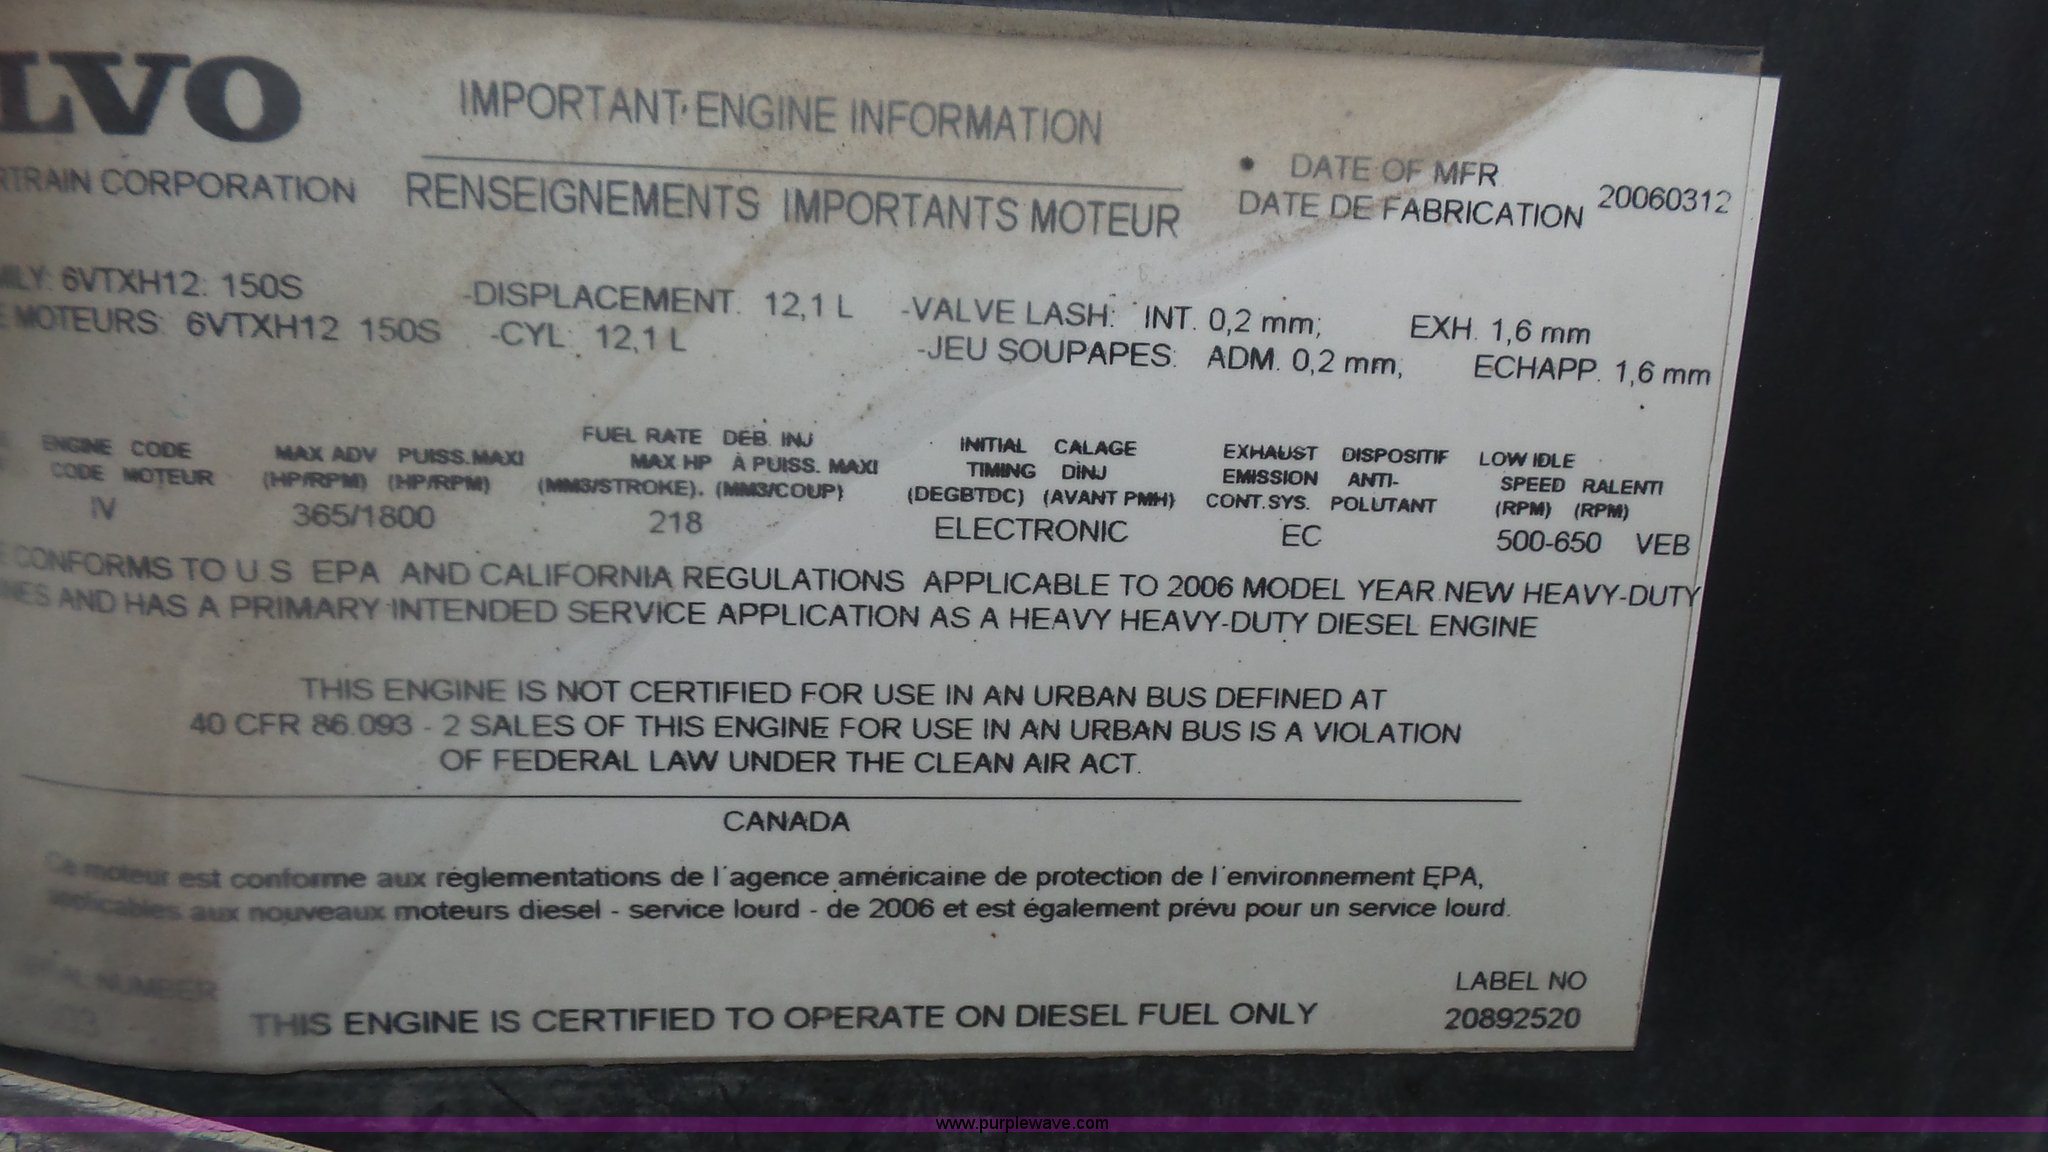 LVO
RTRAIN CORPORATION
IMPORTANT ENGINE INFORMATION
RENSEIGNEMENTS IMPORTANTS MOTEUR
DATE OF MFR
DATE DE FABRICATION 20060312
MILY: 6VTXH12: 150S
E MOTEURS: 6VTXH12 150S
-DISPLACEMENT: 12,1 L
-CYL: 12,1 L
-VALVE LASH: INT. 0,2 mm; EXH. 1,6 mm
-JEU SOUPAPES: ADM. 0,2 mm, ECHAPP. 1,6 mm
ENGINE CODE
CODE MOTEUR
IV
MAX ADV PUISS.MAXI
(HP/RPM) (HP/RPM)
365/1800
FUEL RATE DEB. INJ
MAX HP À PUISS. MAXI
(MM3/STROKE). (MM3/COUP)
218
INITIAL CALAGE
TIMING DÌNJ
(DEGBTDC) (AVANT PMH)
ELECTRONIC
EXHAUST DISPOSITIF
EMISSION ANTI-
CONT.SYS. POLUTANT
EC
LOW IDLE
SPEED RALENTI
(RPM) (RPM)
500-650 VEB
E CONFORMS TO U.S EPA AND CALIFORNIA REGULATIONS APPLICABLE TO 2006 MODEL YEAR NEW HEAVY-DUTY
INES AND HAS A PRIMARY INTENDED SERVICE APPLICATION AS A HEAVY HEAVY-DUTY DIESEL ENGINE
THIS ENGINE IS NOT CERTIFIED FOR USE IN AN URBAN BUS DEFINED AT
40 CFR 86.093 - 2 SALES OF THIS ENGINE FOR USE IN AN URBAN BUS IS A VIOLATION
OF FEDERAL LAW UNDER THE CLEAN AIR ACT.
CANADA
Ce moteur est conforme aux réglementations de l´agence américaine de protection de l´environnement EPA,
applicables aux nouveaux moteurs diesel - service lourd - de 2006 et est également prévu pour un service lourd.
NUMBER
THIS ENGINE IS CERTIFIED TO OPERATE ON DIESEL FUEL ONLY
LABEL NO
20892520
www.purplewave.com